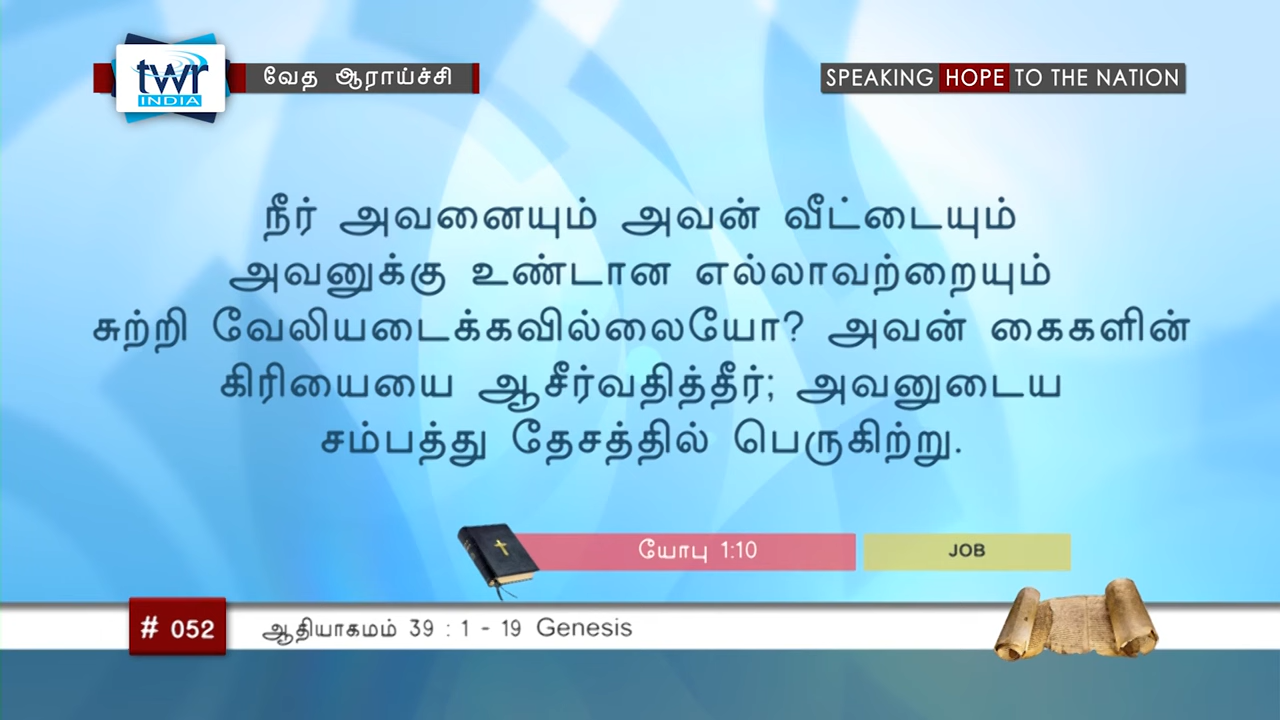 twr
INDIA
வேத ஆராய்ச்சி
SPEAKING HOPE TO THE NATION
நீர் அவனையும் அவன் வீட்டையும்
அவனுக்கு உண்டான எல்லாவற்றையும்
சுற்றி வேலியடைக்கவில்லையோ? அவன் கைகளின்
கிரியையை ஆசீர்வதித்தீர்; அவனுடைய
சம்பத்து தேசத்தில் பெருகிற்று.
யோபு 1:10
JOB
# 052
ஆதியாகமம் 39 : 1 - 19 Genesis